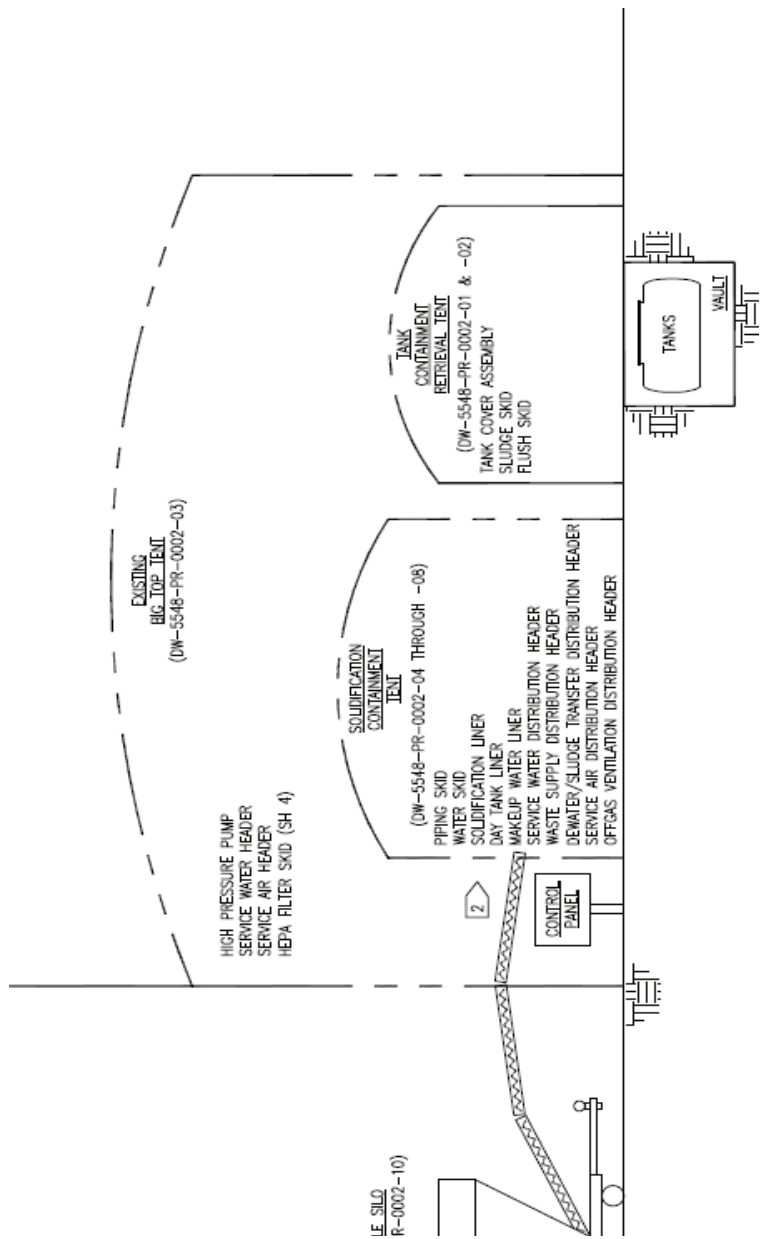 EXISTING
BIG TOP TENT
(DW-5548-PR-0002-03)
HIGH PRESSURE PUMP
SERVICE WATER HEADER
SERVICE AIR HEADER
HEPA FILTER SKID (SH 4)
SOLIDIFICATION
CONTAINMENT
TENT
(DW-5548-PR-0002-04 THROUGH -08)
PIPING SKID
WATER SKID
SOLIDIFICATION LINER
DAY TANK LINER
MAKEUP WATER LINER
SERVICE WATER DISTRIBUTION HEADER
WASTE SUPPLY DISTRIBUTION HEADER
DEWATER/SLUDGE TRANSFER DISTRIBUTION HEADER
SERVICE AIR DISTRIBUTION HEADER
OFFGAS VENTILATION DISTRIBUTION HEADER
TANK
CONTAINMENT
RETRIEVAL TENT
(DW-5548-PR-0002-01 & -02)
TANK COVER ASSEMBLY
SLUDGE SKID
FLUSH SKID
2
CONTROL
PANEL
TANKS
VAULT
LE SILO
R-0002-10)